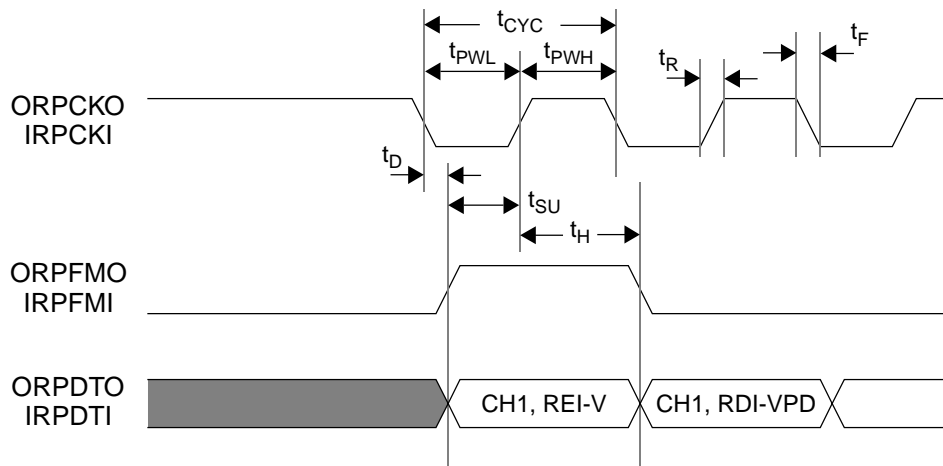 tCYC
tPWL tPWH
tR
tF
ORPCKO
IRPCKI
tD
tSU
tH
ORPFMO
IRPFMI
ORPDTO
IRPDTI
CH1, REI-V
CH1, RDI-VPD